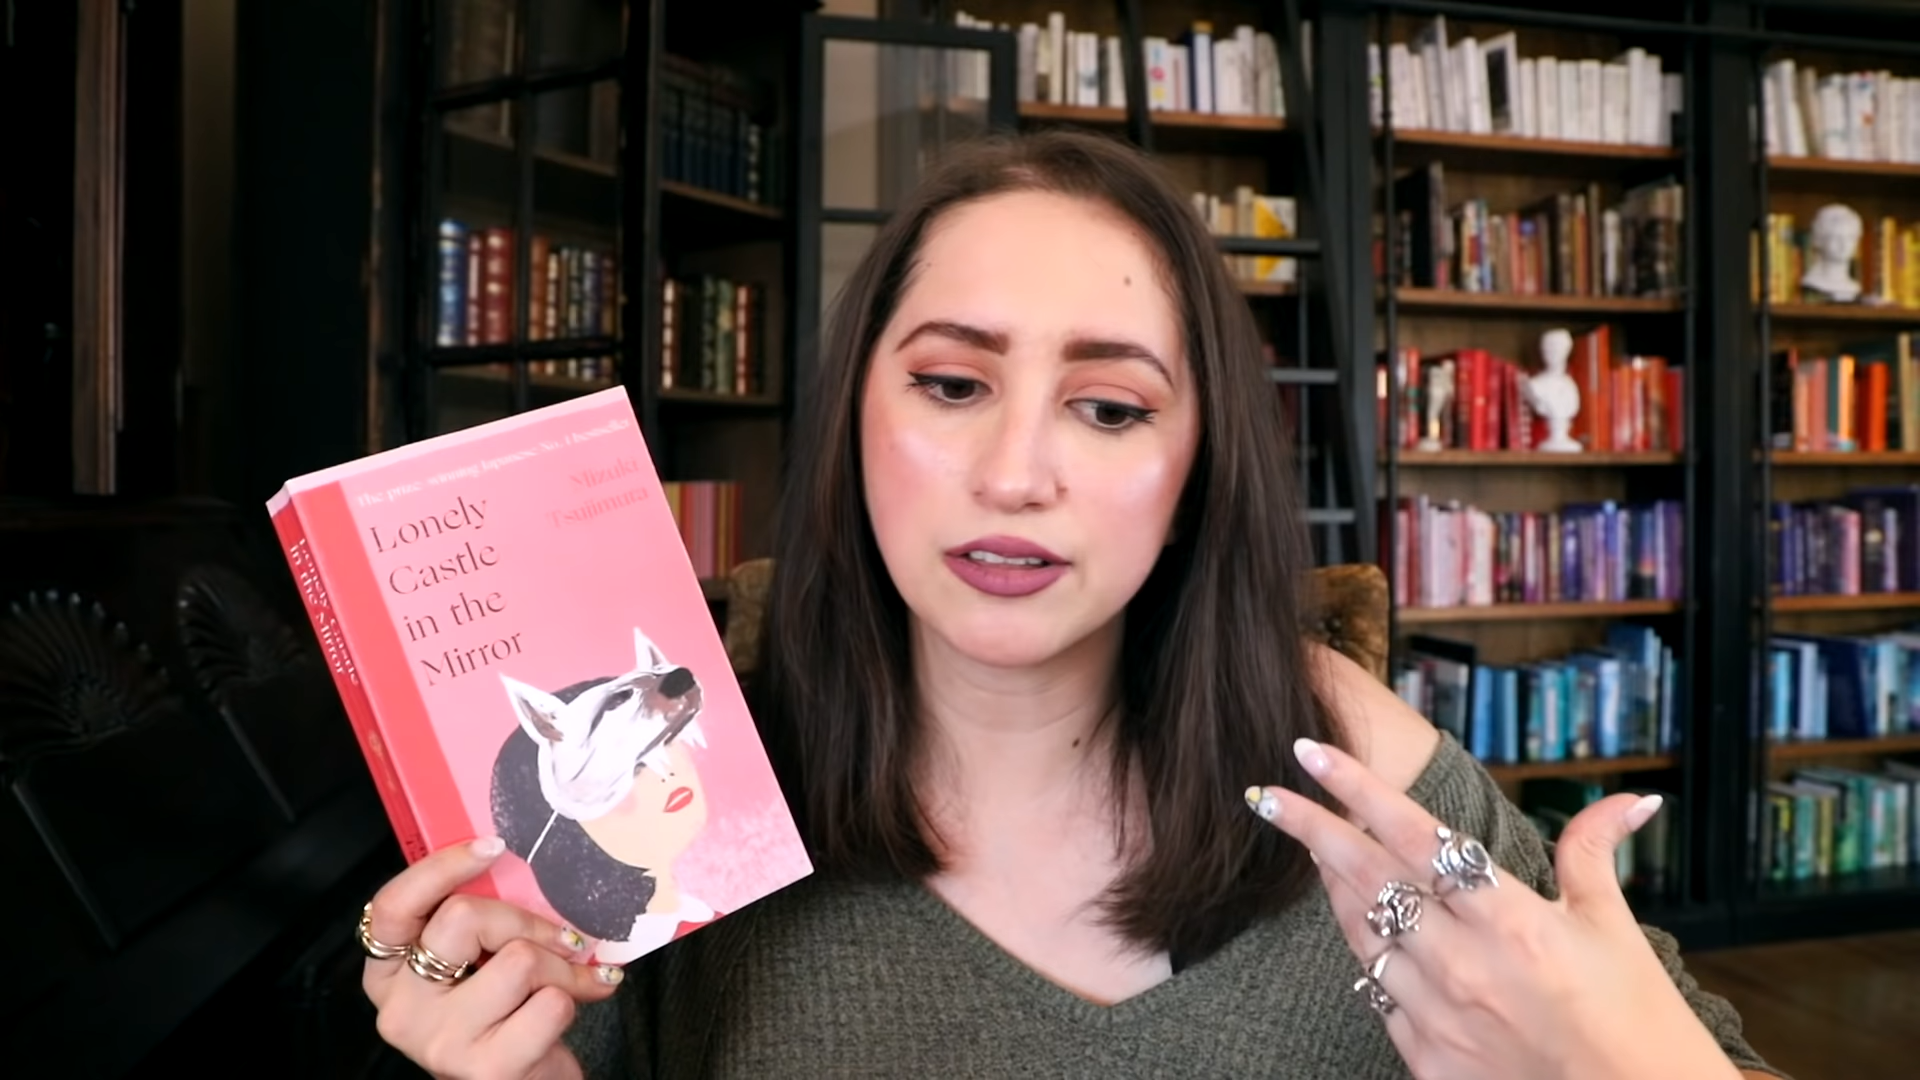 The prize-winning Japanese No. 1 bestseller
Mizuki
Tsujimura
Lonely
Castle
in the
Mirror
Lonely Castle
in the Mirror